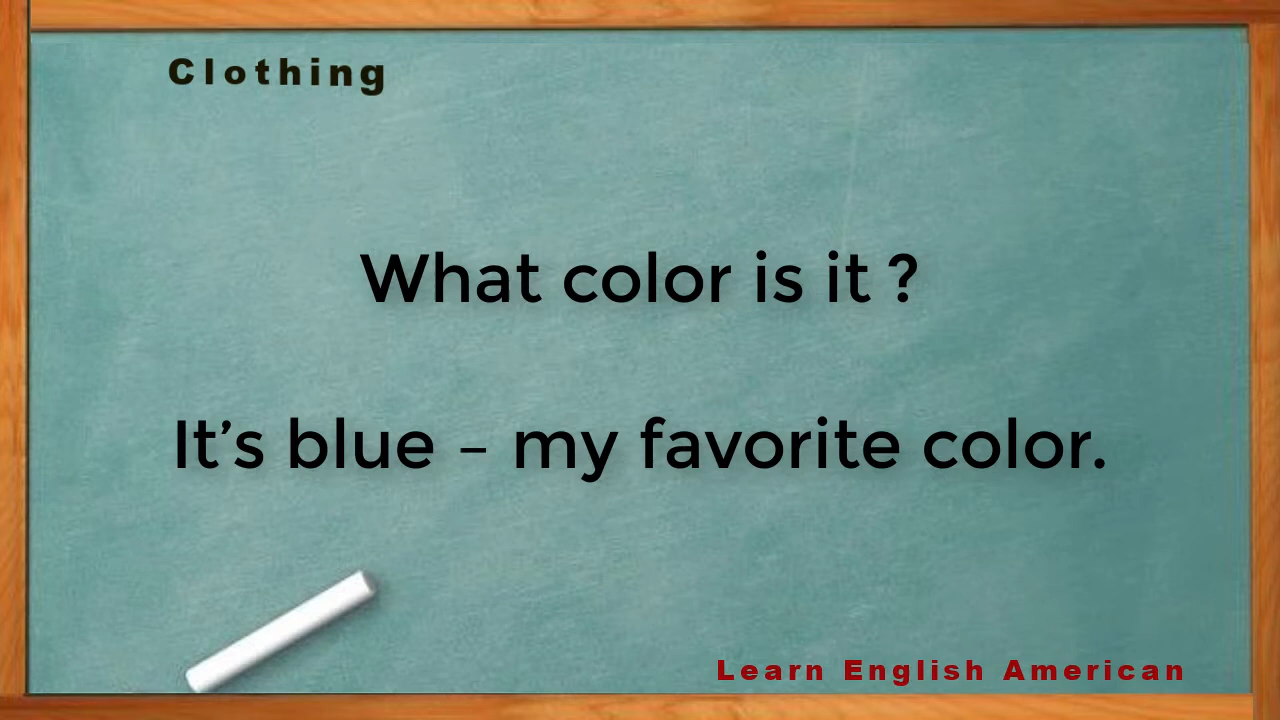 Clothing
What color is it ?
It’s blue – my favorite color.
Learn English American